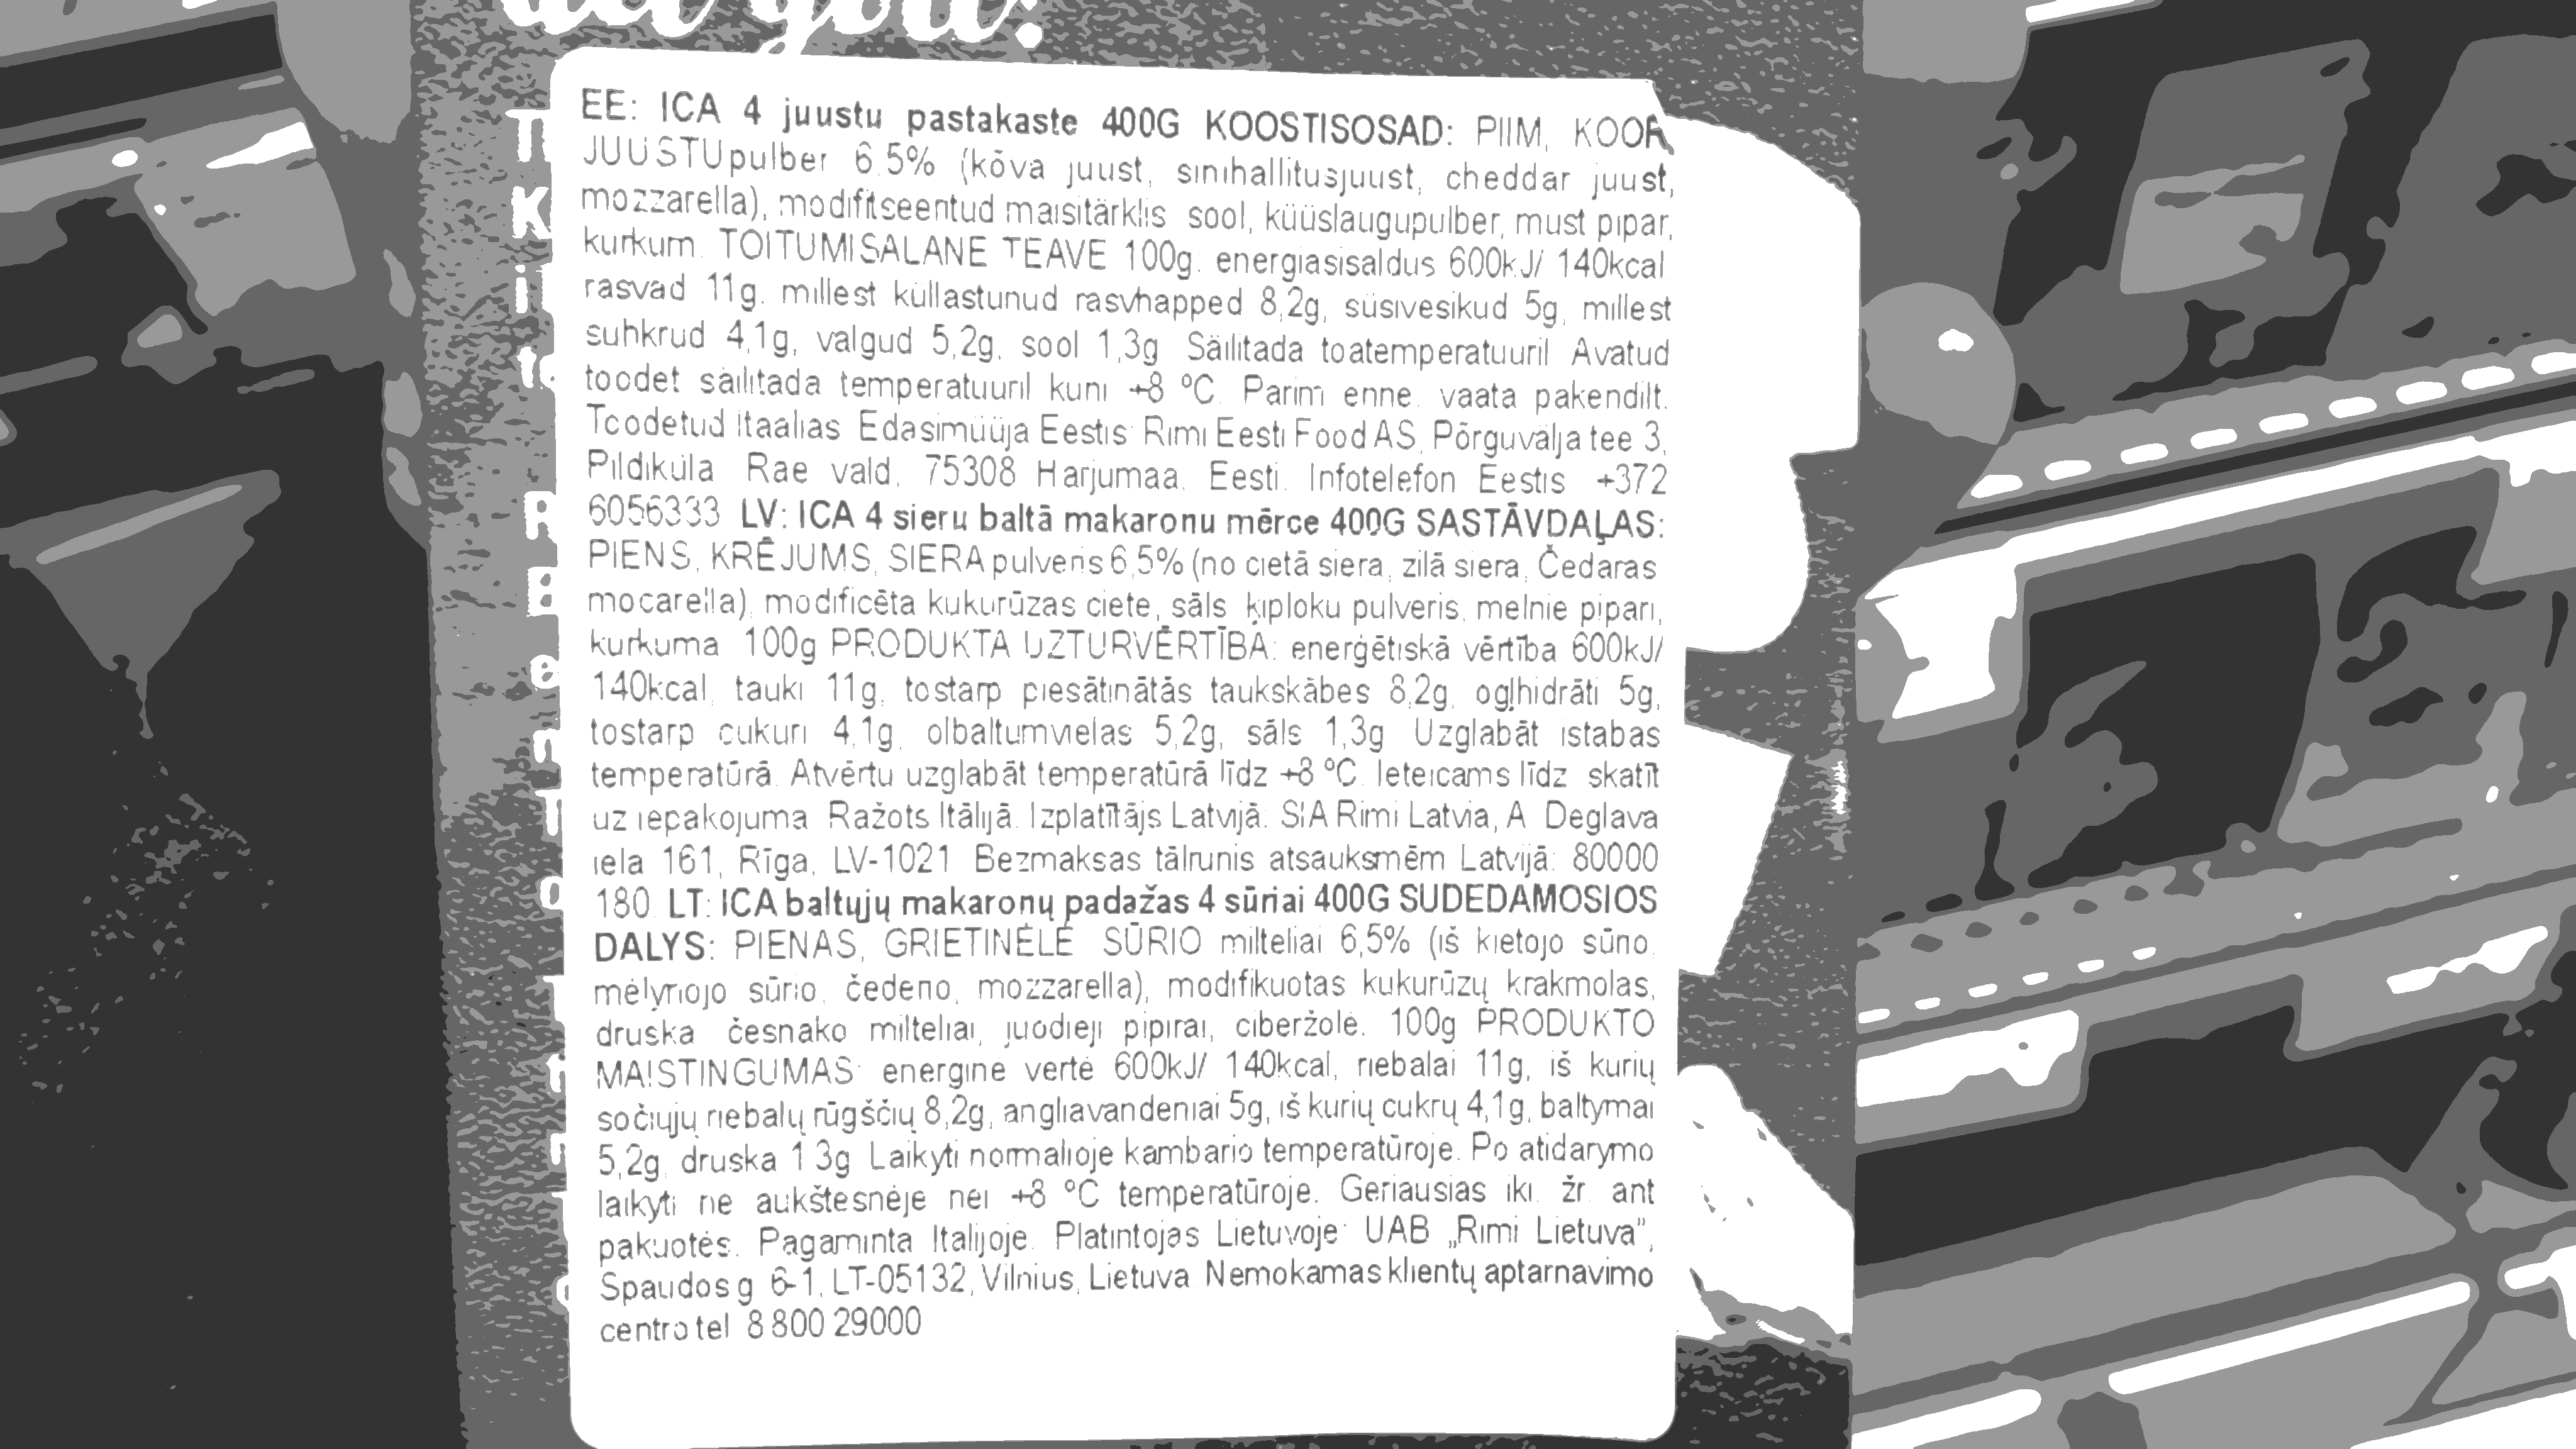 EE: ICA 4 juustu pastakaste 400G KOOSTISOSAD: PIIM, KOOR
JUUSTUpulber 6,5% (kõva juust, sinihallitusjuust, cheddar juust,
mozzarella), modifitseentud maisitärklis sool, küüslaugupulber, must pipar,
kurkum. TOITUMISALANE TEAVE 100g: energiasisaldus 600kJ/ 140kcal
rasvad 11g, millest küllastunud rasvhapped 8,2g, süsivesikud 5g, millest
suhkrud 4,1g, valgud 5,2g, sool 1,3g Säilitada toatemperatuuril Avatud
toodet säilitada temperatuuril kuni +8 °C. Parim enne: vaata pakendilt.
Toodetud Itaalias Edasimüüja Eestis: Rimi Eesti Food AS, Põrguvälja tee 3,
Pildiküla Rae vald, 75308 Harjumaa, Eesti. Infotelefon Eestis +372
6056333 LV: ICA 4 sieru baltā makaronu mērce 400G SASTĀVDAĻAS:
PIENS, KRĒJUMS, SIERA pulveris 6,5% (no cietā siera, zilā siera, Čedaras
mocarella), modificēta kukurūzas ciete, sāls ķiploku pulveris, melnie pipari,
kurkuma 100g PRODUKTA UZTURVĒRTĪBA: enerģētiskā vērtība 600kJ/
140kcal, tauki 11g, tostarp piesātinātās taukskābes 8,2g, ogļhidrāti 5g,
tostarp cukuri 4,1g, olbaltumvielas 5,2g, sāls 1,3g Uzglabāt istabas
temperatūrā. Atvērtu uzglabāt temperatūrā līdz +8 °C. Ieteicams līdz skatīt
uz iepakojuma Ražots Itālijā. Izplatītājs Latvijā: SIA Rimi Latvia, A Deglava
iela 161, Rīga, LV-1021 Bezmaksas tālrunis atsauksmēm Latvijā: 80000
180 LT: ICA baltųjų makaronų padažas 4 sūriai 400G SUDEDAMOSIOS
DALYS: PIENAS, GRIETINĖLĖ SŪRIO milteliai 6,5% (iš kietojo sūrio,
mėlynojo sūrio, čederio, mozzarella), modifikuotas kukurūzų krakmolas,
druska česnako milteliai, juodieji pipirai, ciberžolė. 100g PRODUKTO
MAISTINGUMAS: energinė vertė 600kJ/ 140kcal, riebalai 11g, iš kurių
sočiųjų riebalų rūgščių 8,2g, angliavandeniai 5g, iš kurių cukrų 4,1g, baltymai
5,2g, druska 1,3g Laikyti normalioje kambario temperatūroje. Po atidarymo
laikyti ne aukštesnėje nei +8 °C temperatūroje. Geriausias iki: žr. ant
pakuotės. Pagaminta Italijoje. Platintojas Lietuvoje: UAB „Rimi Lietuva”,
Spaudos g 6-1, LT-05132, Vilnius, Lietuva Nemokamas klientų aptarnavimo
centro tel 8 800 29000